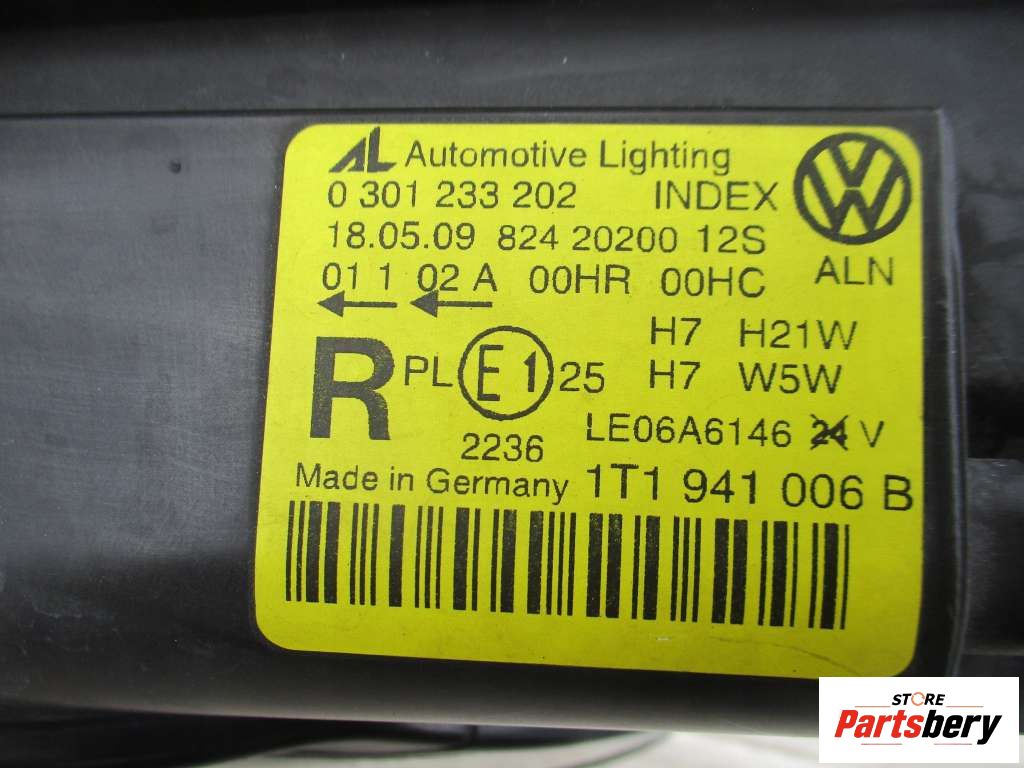 AL Automotive Lighting
0 301 233 202 INDEX
18.05.09 824 20200 12S
01 1 02 A 00HR 00HC ALN
H7 H21W
R PL E1 25 H7 W5W
2236 LE06A6146 24 V
Made in Germany 1T1 941 006 B
STORE
Partsbery